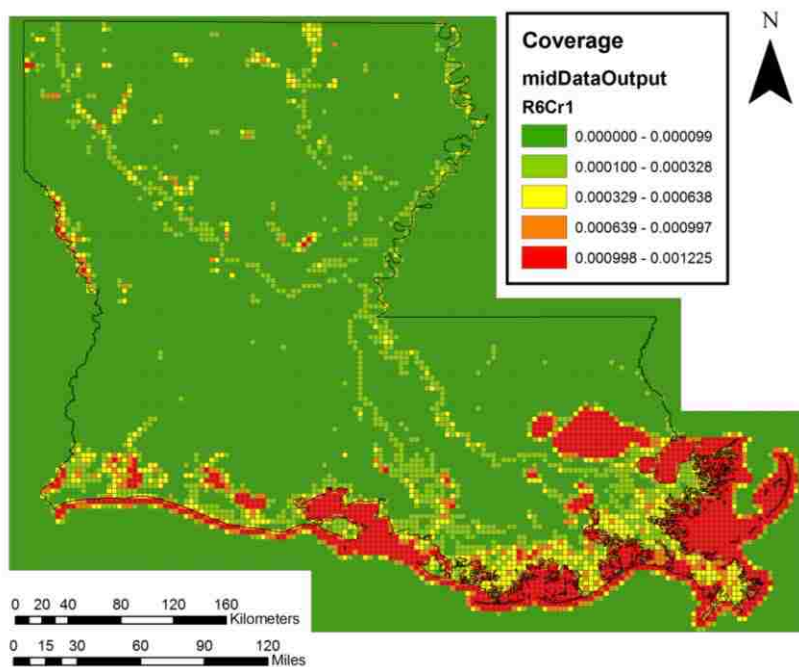 N
Coverage
midDataOutput
R6Cr1
0.000000 - 0.000099
0.000100 - 0.000328
0.000329 - 0.000638
0.000639 - 0.000997
0.000998 - 0.001225
0 20 40 80 120 160
Kilometers
0 15 30 60 90 120
Miles